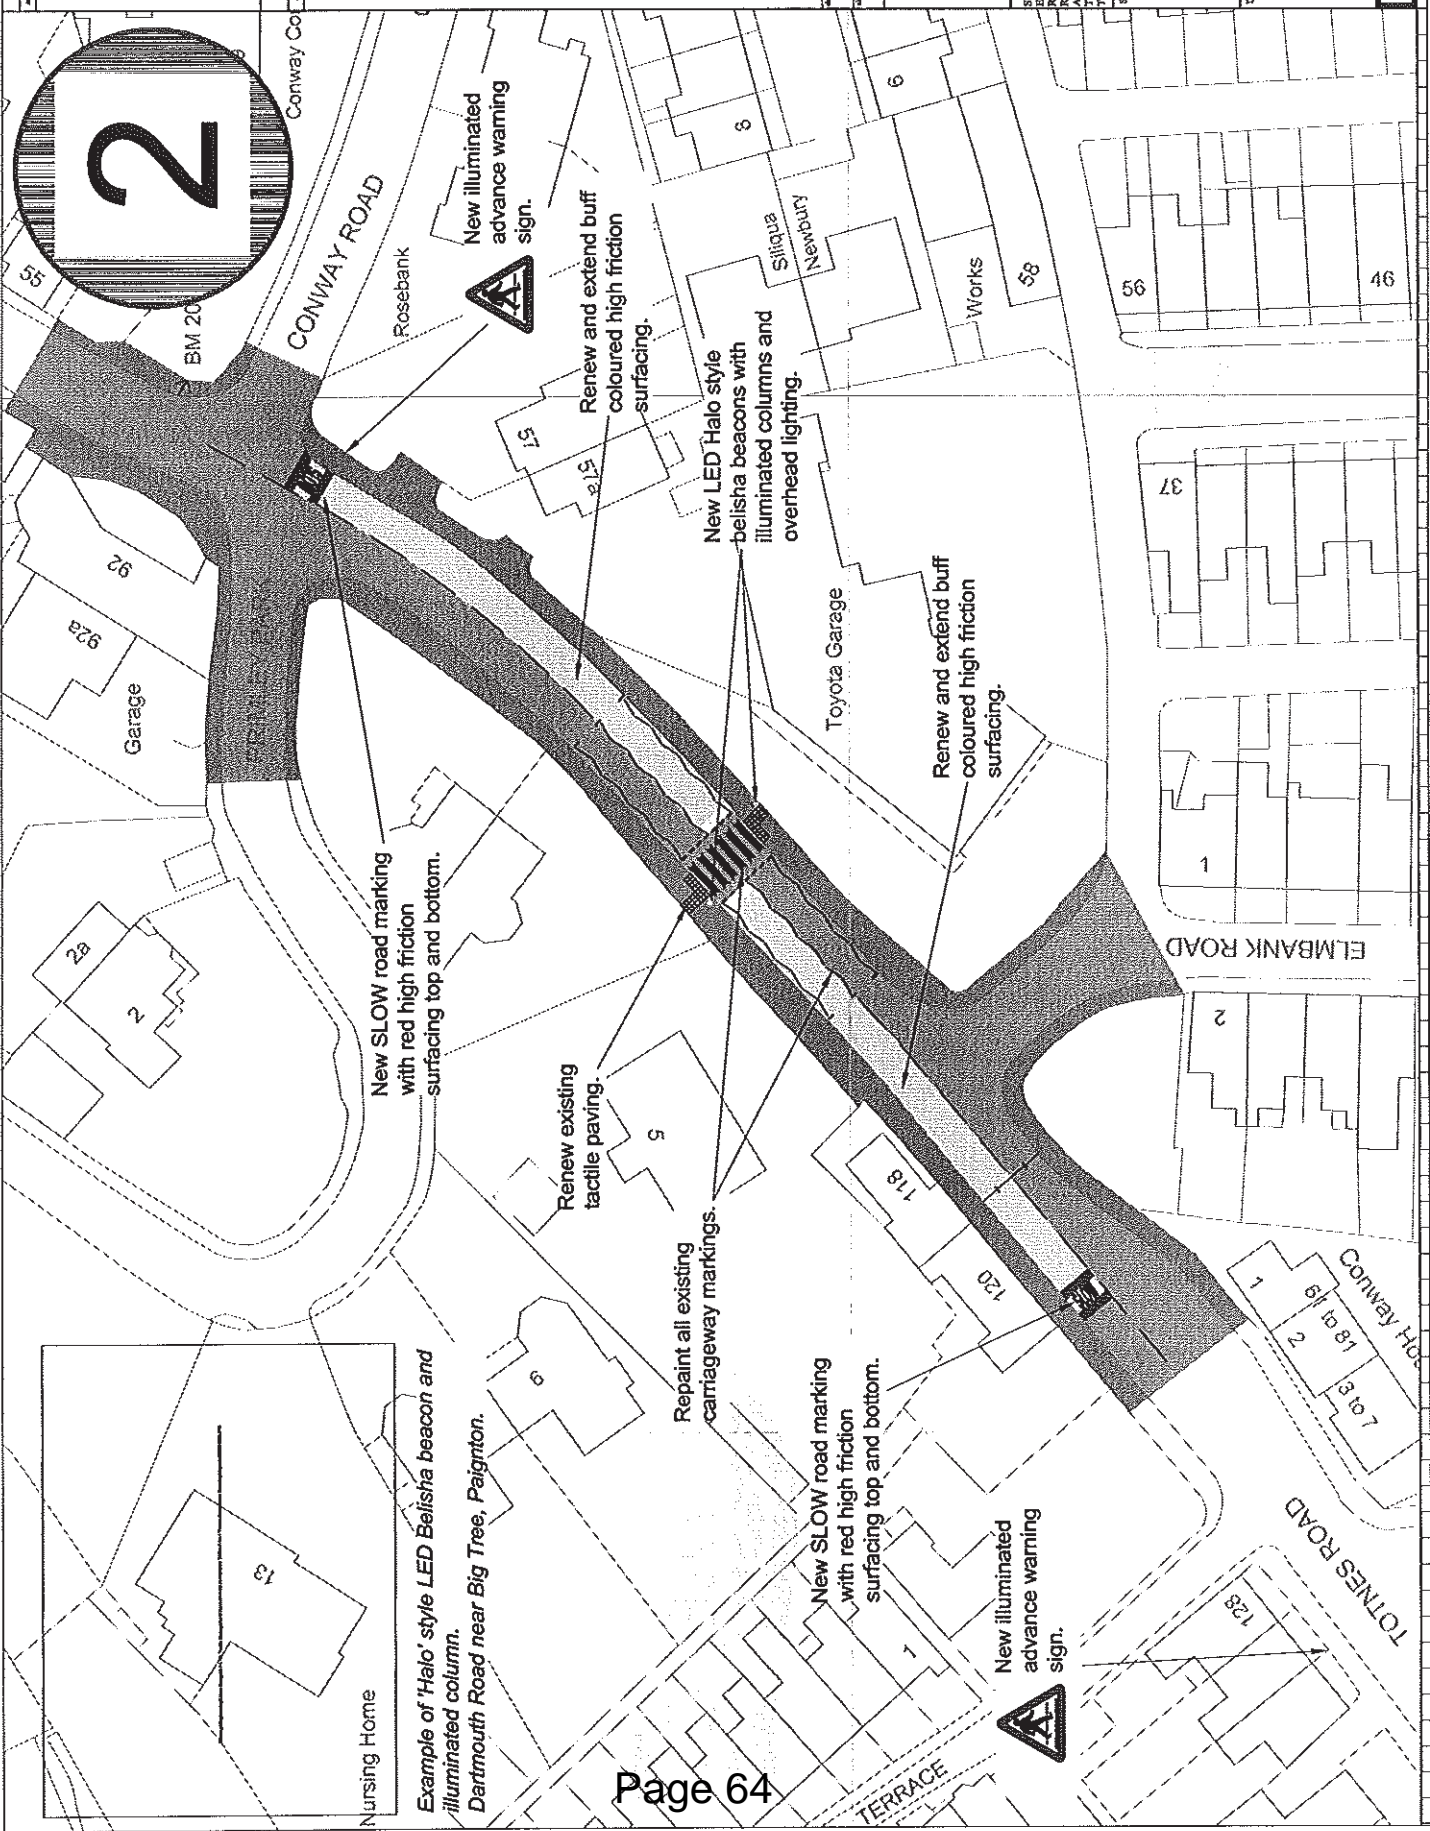 2
55
BM 20
CONWAY ROAD
Conway Co
Rosebank
New illuminated
advance warning
sign.
Renew and extend buff
coloured high friction
surfacing.
57
57a
8
Siliqua
Newbury
9
Works
58
56
46
New LED Halo style
belisha beacons with
illuminated columns and
overhead lighting.
92
92a
Garage
Toyota Garage
37
Renew and extend buff
coloured high friction
surfacing.
1
ELMBANK ROAD
2
New SLOW road marking
with red high friction
surfacing top and bottom.
2a
2
Renew existing
tactile paving.
5
118
120
Repaint all existing
carriageway markings.
6
New SLOW road marking
with red high friction
surfacing top and bottom.
1
2
61 to 81
3 to 7
Conway
TOTNES ROAD
128
New illuminated
advance warning
sign.
1
TERRACE
13
Nursing Home
Example of 'Halo' style LED Belisha beacon and
illuminated column.
Dartmouth Road near Big Tree, Paignton.
Page 64